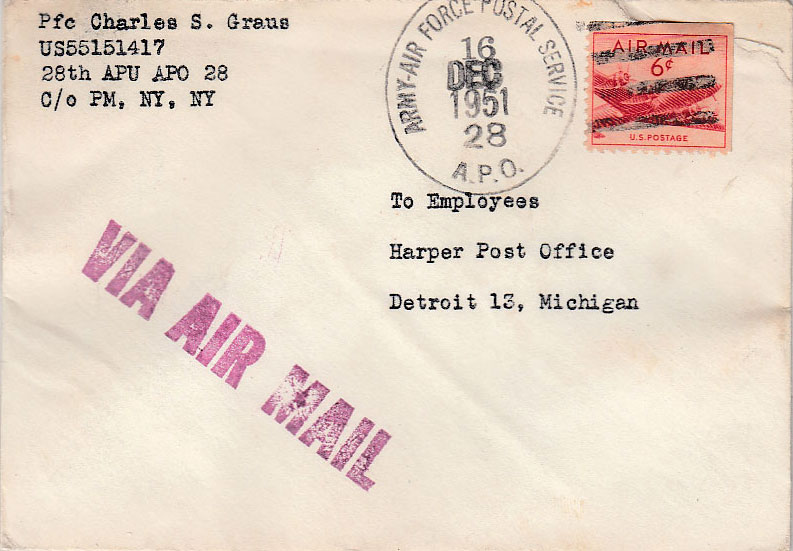 Pfc Charles S. Graus
US55151417
28th APU APO 28
C/o PM, NY, NY
ARMY-AIR FORCE POSTAL SERVICE
16
DEC
1951
28
A.P.O.
AIR MAIL
6¢
U.S. POSTAGE
To Employees
Harper Post Office
Detroit 13, Michigan
VIA AIR MAIL